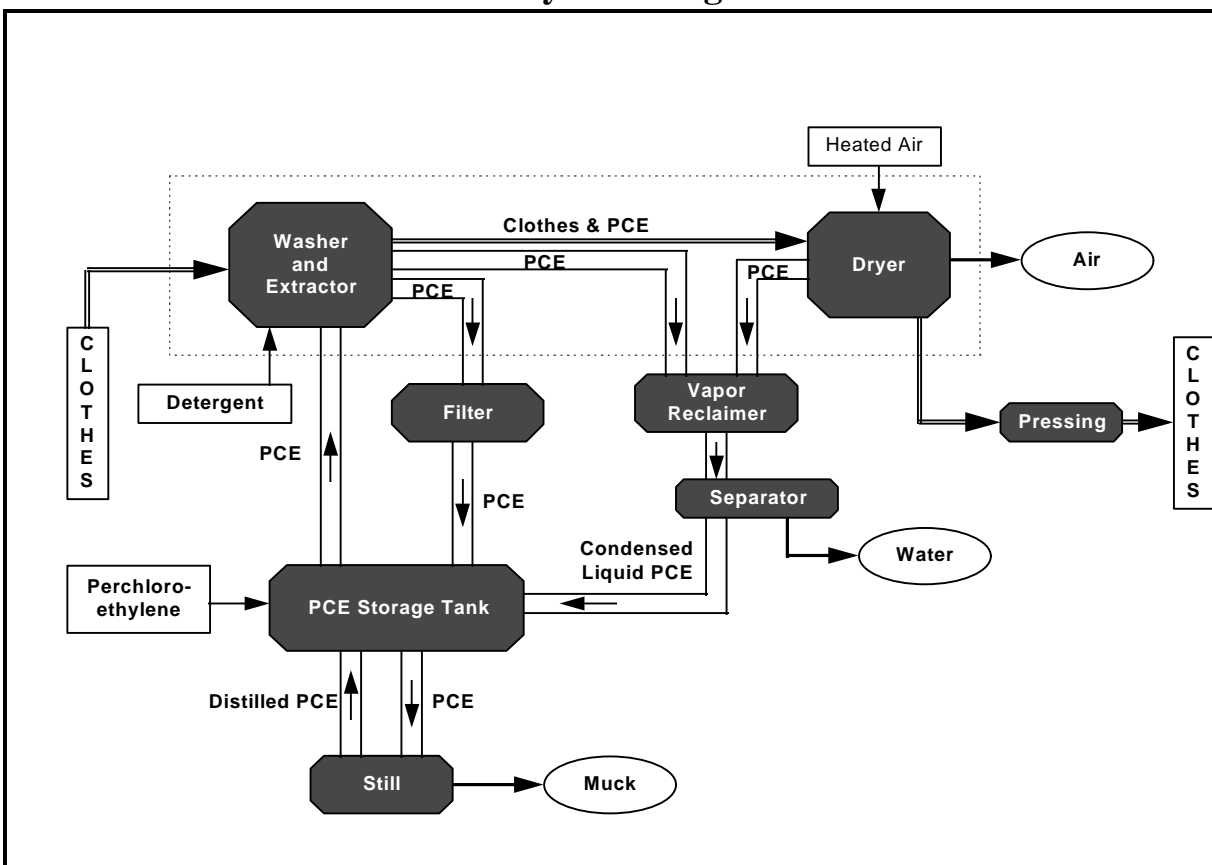 Heated Air
Clothes & PCE
Washer
and
Extractor
PCE
PCE
PCE
Dryer
Air
C
L
O
T
H
E
S
Detergent
Filter
Vapor
Reclaimer
Pressing
C
L
O
T
H
E
S
PCE
PCE
Separator
Condensed
Liquid PCE
Water
Perchloro-
ethylene
PCE Storage Tank
Distilled PCE
PCE
Still
Muck